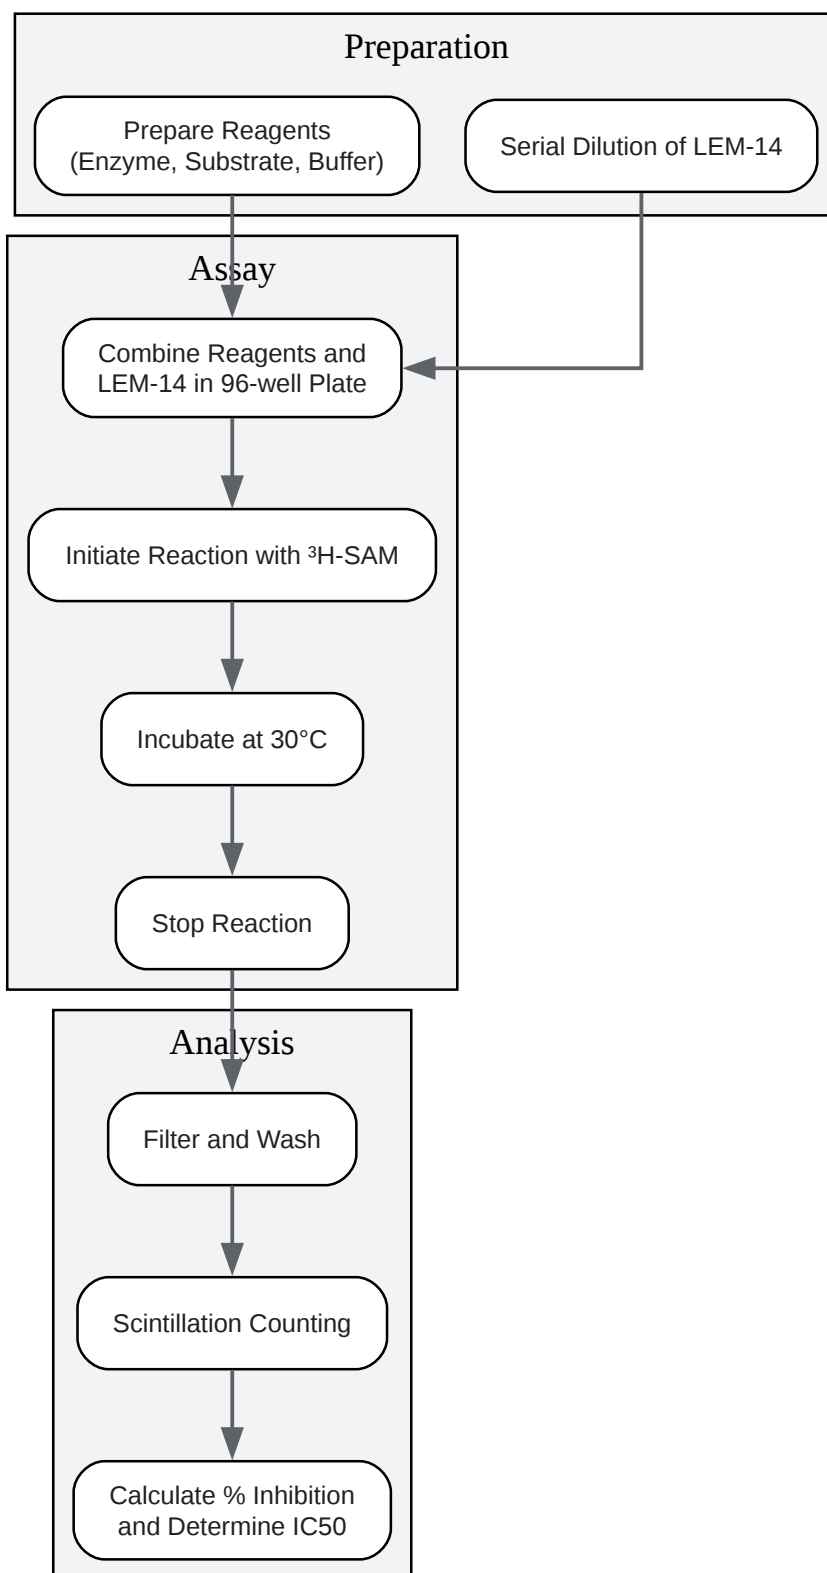 Preparation
Prepare Reagents
(Enzyme, Substrate, Buffer)
Serial Dilution of LEM-14
Assay
Combine Reagents and
LEM-14 in 96-well Plate
Initiate Reaction with ³H-SAM
Incubate at 30°C
Stop Reaction
Analysis
Filter and Wash
Scintillation Counting
Calculate % Inhibition
and Determine IC50